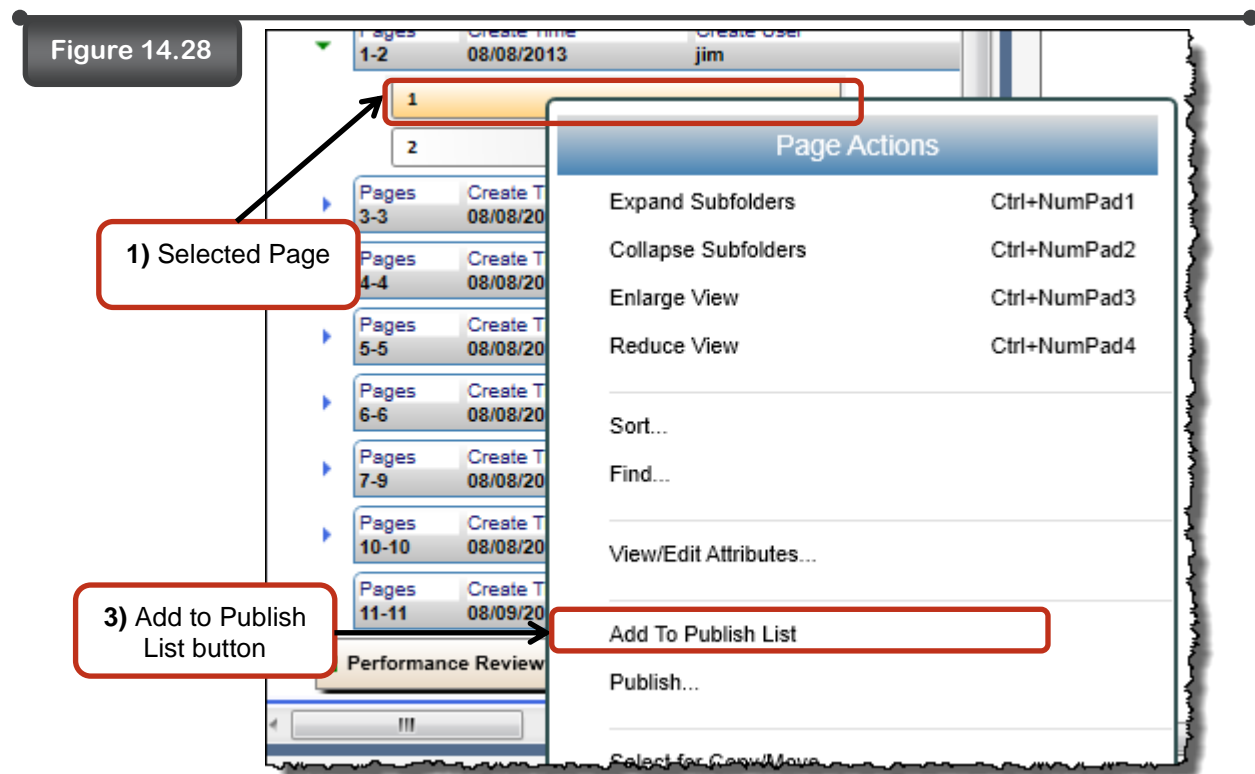 Figure 14.28
Pages Create Time Create User
1-2 08/08/2013 jim
1
2
1) Selected Page
Pages Create T
3-3 08/08/20
Pages Create T
4-4 08/08/20
Pages Create T
5-5 08/08/20
Pages Create T
6-6 08/08/20
Pages Create T
7-9 08/08/20
Pages Create T
10-10 08/08/20
Pages Create T
11-11 08/09/20
3) Add to Publish
List button
Performance Review
Page Actions
Expand Subfolders Ctrl+NumPad1
Collapse Subfolders Ctrl+NumPad2
Enlarge View Ctrl+NumPad3
Reduce View Ctrl+NumPad4
Sort...
Find...
View/Edit Attributes...
Add To Publish List
Publish...
Select for Copy/Move